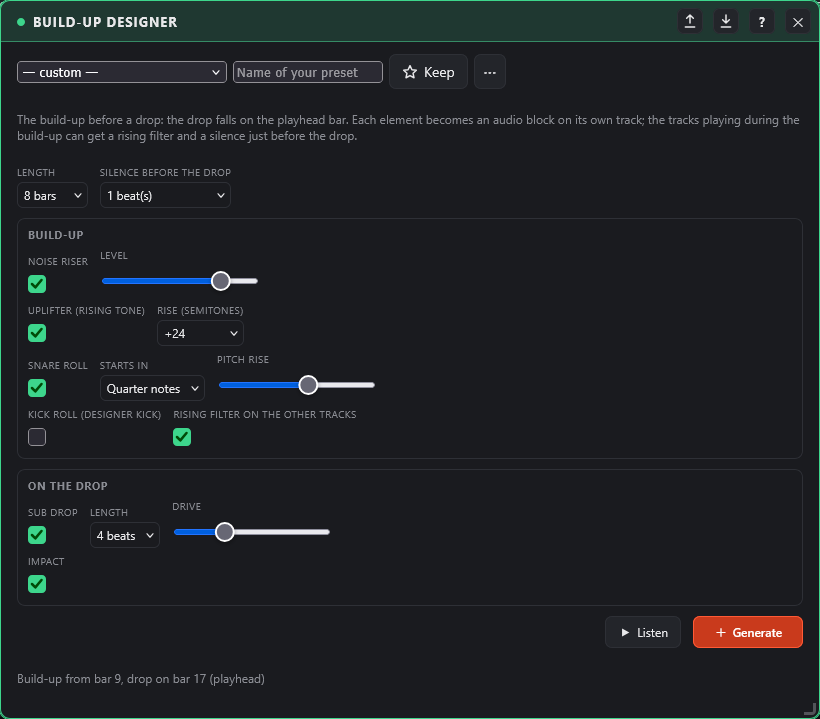 BUILD-UP DESIGNER
?
— custom —
Name of your preset
Keep
···
The build-up before a drop: the drop falls on the playhead bar. Each element becomes an audio block on its own track; the tracks playing during the
build-up can get a rising filter and a silence just before the drop.
LENGTH SILENCE BEFORE THE DROP
8 bars 1 beat(s)
BUILD-UP
NOISE RISER LEVEL
UPLIFTER (RISING TONE) RISE (SEMITONES)
+24
SNARE ROLL STARTS IN PITCH RISE
Quarter notes
KICK ROLL (DESIGNER KICK) RISING FILTER ON THE OTHER TRACKS
ON THE DROP
SUB DROP LENGTH DRIVE
4 beats
IMPACT
Listen + Generate
Build-up from bar 9, drop on bar 17 (playhead)